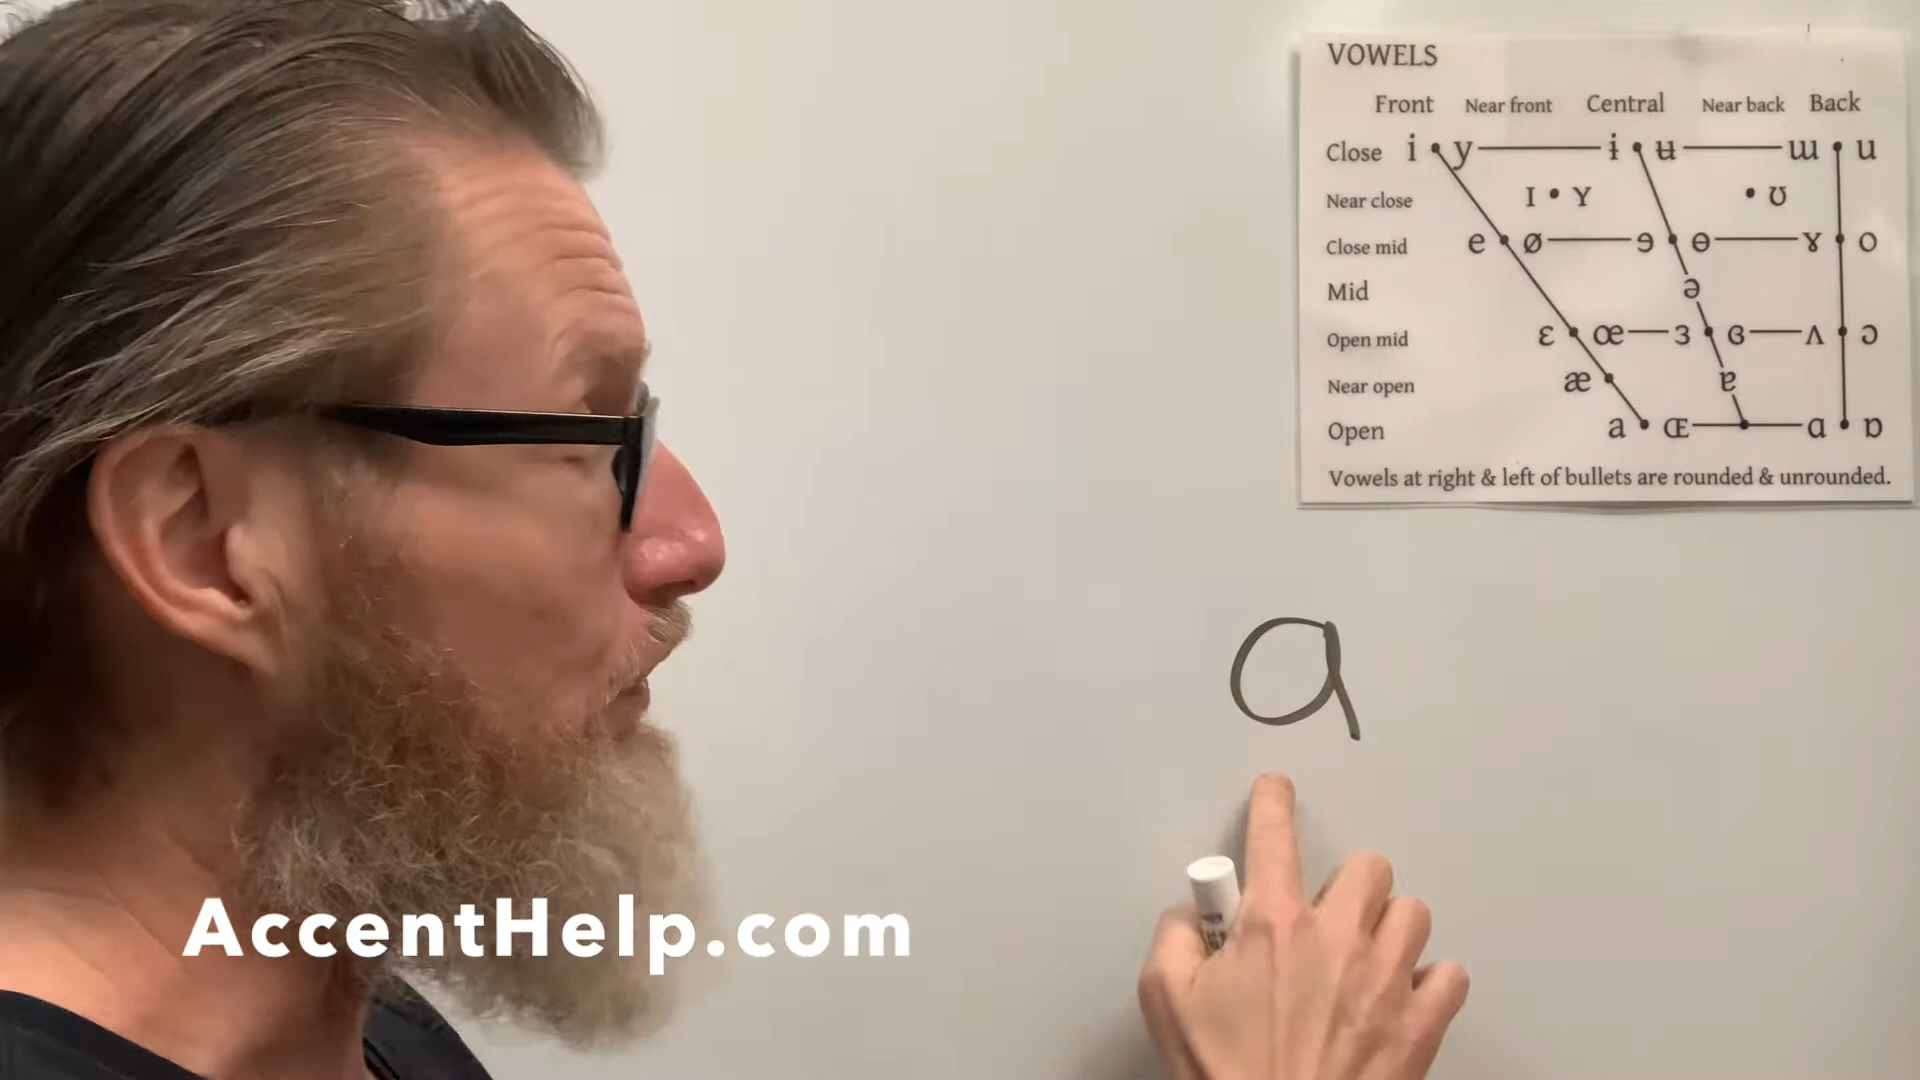 VOWELS
Front Near front Central Near back Back
Close i y ɨ ʉ ɯ u
Near close ɪ ʏ ʊ
Close mid e ø ɘ ɵ ɤ o
Mid ə
Open mid ɛ œ ɜ ɞ ʌ ɔ
Near open æ ɐ
Open a ɶ ɑ ɒ
Vowels at right & left of bullets are rounded & unrounded.
ɑ
AccentHelp.com